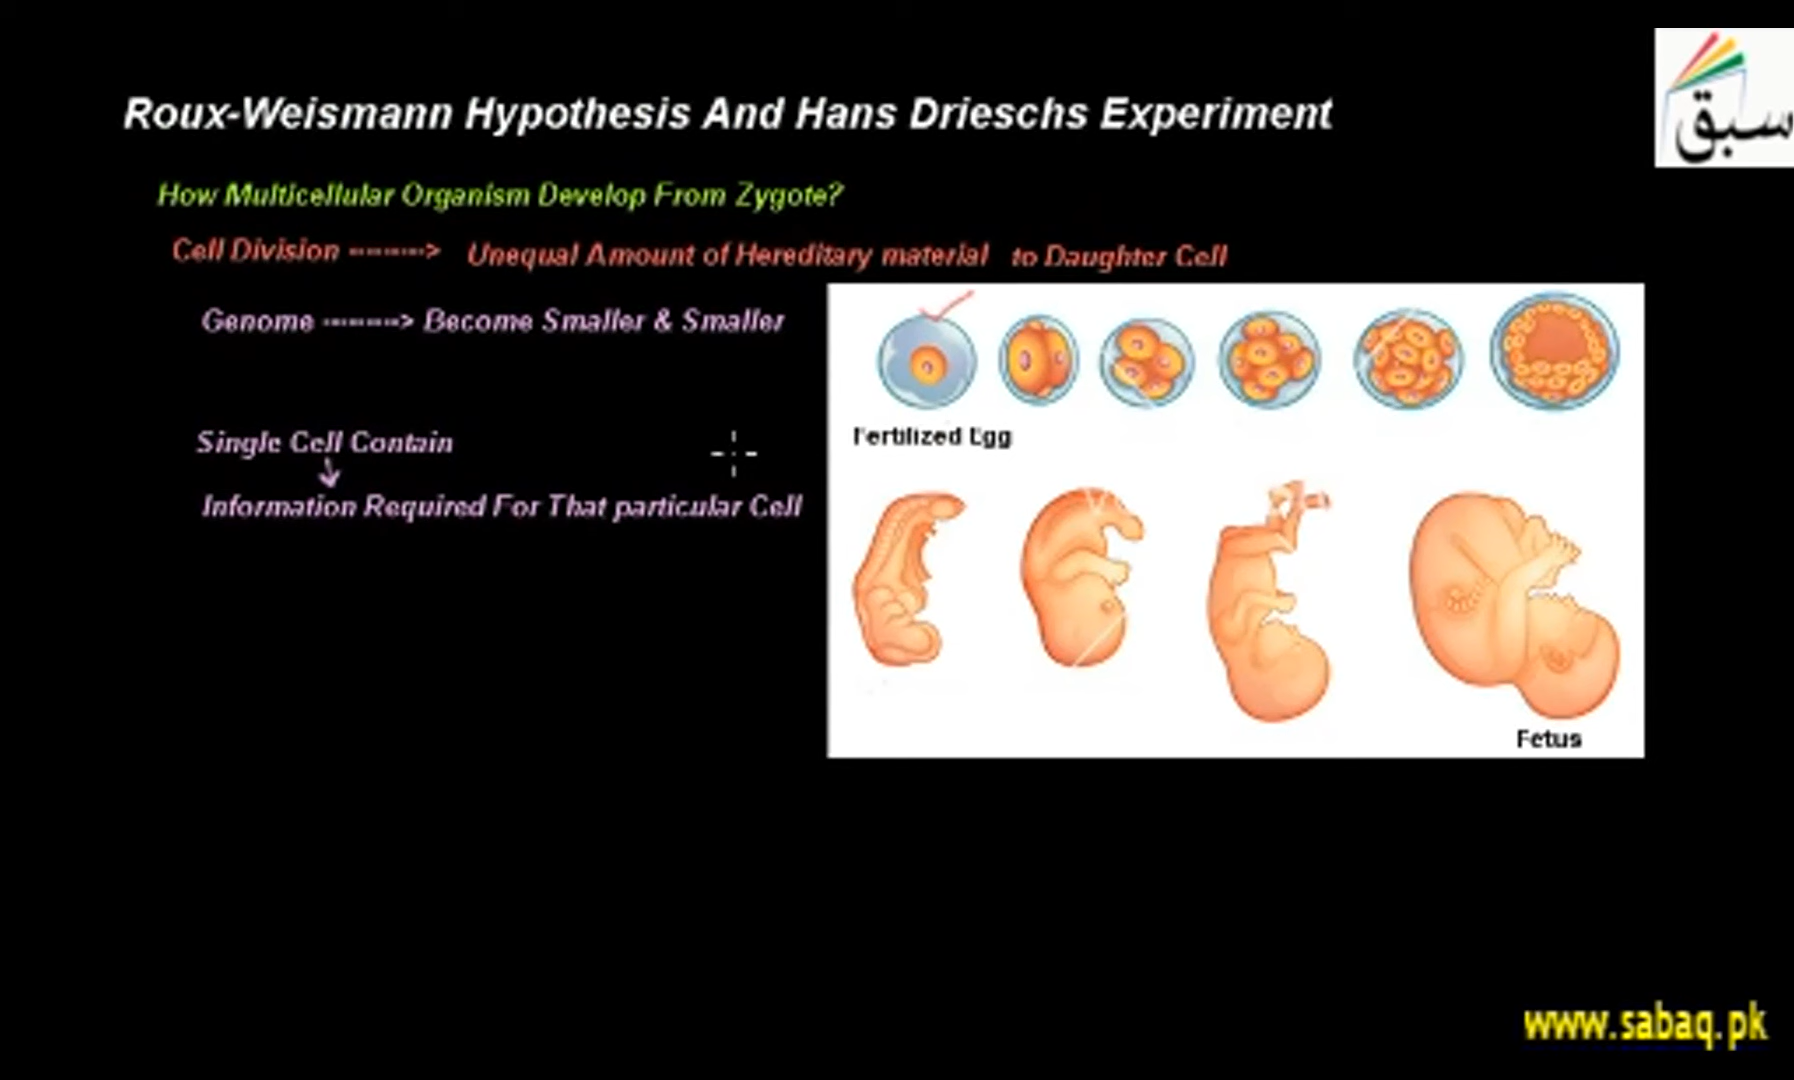 سبق
Roux-Weismann Hypothesis And Hans Drieschs Experiment
How Multicellular Organism Develop From Zygote?
Cell Division --------> Unequal Amount of Hereditary material to Daughter Cell
Genome --------> Become Smaller & Smaller
Single Cell Contain
Information Required For That particular Cell
Fertilized Egg
Fetus
www.sabaq.pk